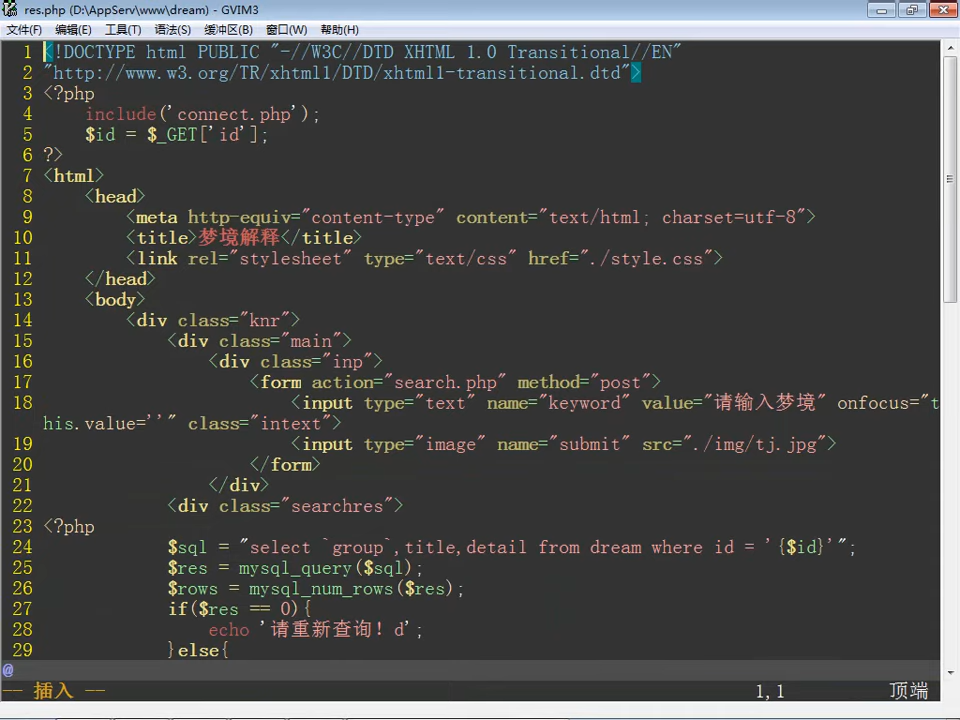 res.php (D:\AppServ\www\dream) - GVIM3
文件(F) 编辑(E) 工具(T) 语法(S) 缓冲区(B) 窗口(W) 帮助(H)
1 <!DOCTYPE html PUBLIC "-//W3C//DTD XHTML 1.0 Transitional//EN"
2 "http://www.w3.org/TR/xhtml1/DTD/xhtml1-transitional.dtd">
3 <?php
4     include('connect.php');
5     $id = $_GET['id'];
6 ?>
7 <html>
8     <head>
9         <meta http-equiv="content-type" content="text/html; charset=utf-8">
10         <title>梦境解释</title>
11         <link rel="stylesheet" type="text/css" href="./style.css">
12     </head>
13     <body>
14         <div class="knr">
15             <div class="main">
16                 <div class="inp">
17                     <form action="search.php" method="post">
18                         <input type="text" name="keyword" value="请输入梦境" onfocus="t
his.value=''" class="intext">
19                         <input type="image" name="submit" src="./img/tj.jpg">
20                     </form>
21                 </div>
22             <div class="searchres">
23 <?php
24             $sql = "select `group`,title,detail from dream where id = '{$id}'";
25             $res = mysql_query($sql);
26             $rows = mysql_num_rows($res);
27             if($res == 0){
28                 echo '请重新查询！d';
29             }else{
@
-- 插入 -- 1,1 顶端